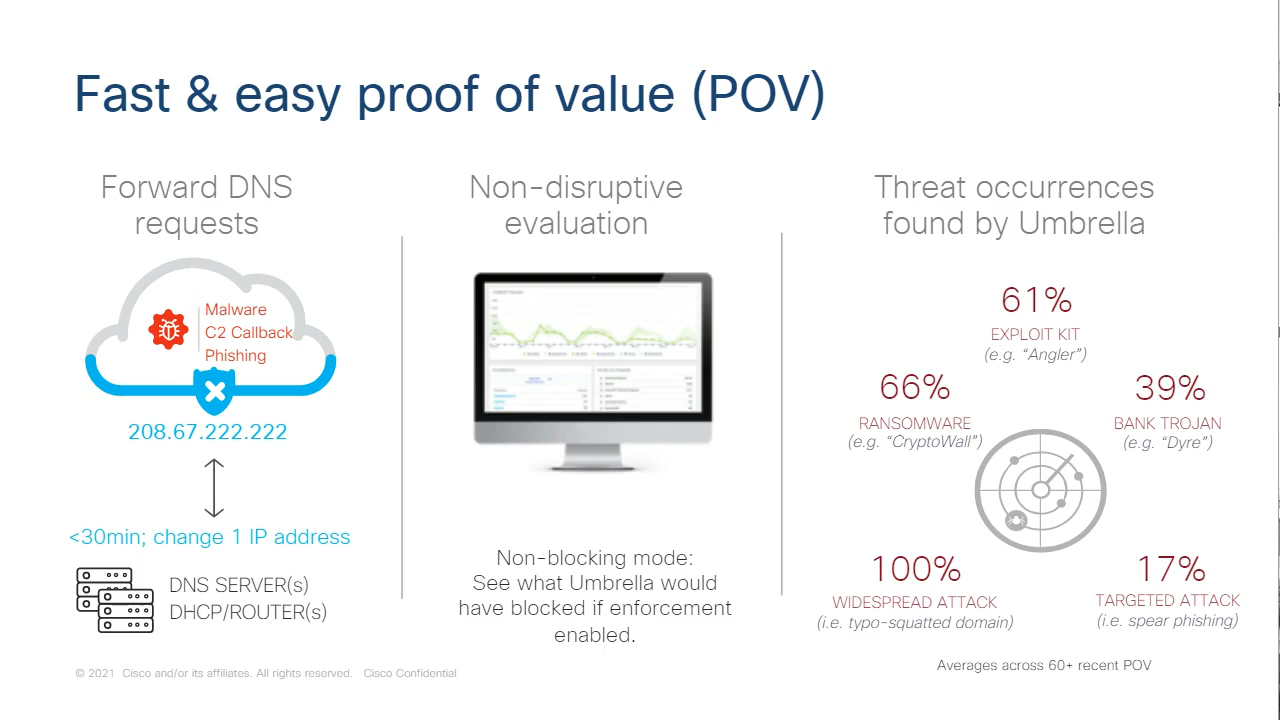 Fast & easy proof of value (POV)
Forward DNS
requests
Malware
C2 Callback
Phishing
208.67.222.222
<30min; change 1 IP address
DNS SERVER(s)
DHCP/ROUTER(s)
Non-disruptive
evaluation
Non-blocking mode:
See what Umbrella would
have blocked if enforcement
enabled.
Threat occurrences
found by Umbrella
61%
EXPLOIT KIT
(e.g. “Angler”)
66%
RANSOMWARE
(e.g. “CryptoWall”)
39%
BANK TROJAN
(e.g. “Dyre”)
100%
WIDESPREAD ATTACK
(i.e. typo-squatted domain)
17%
TARGETED ATTACK
(i.e. spear phishing)
Averages across 60+ recent POV
© 2021 Cisco and/or its affiliates. All rights reserved. Cisco Confidential